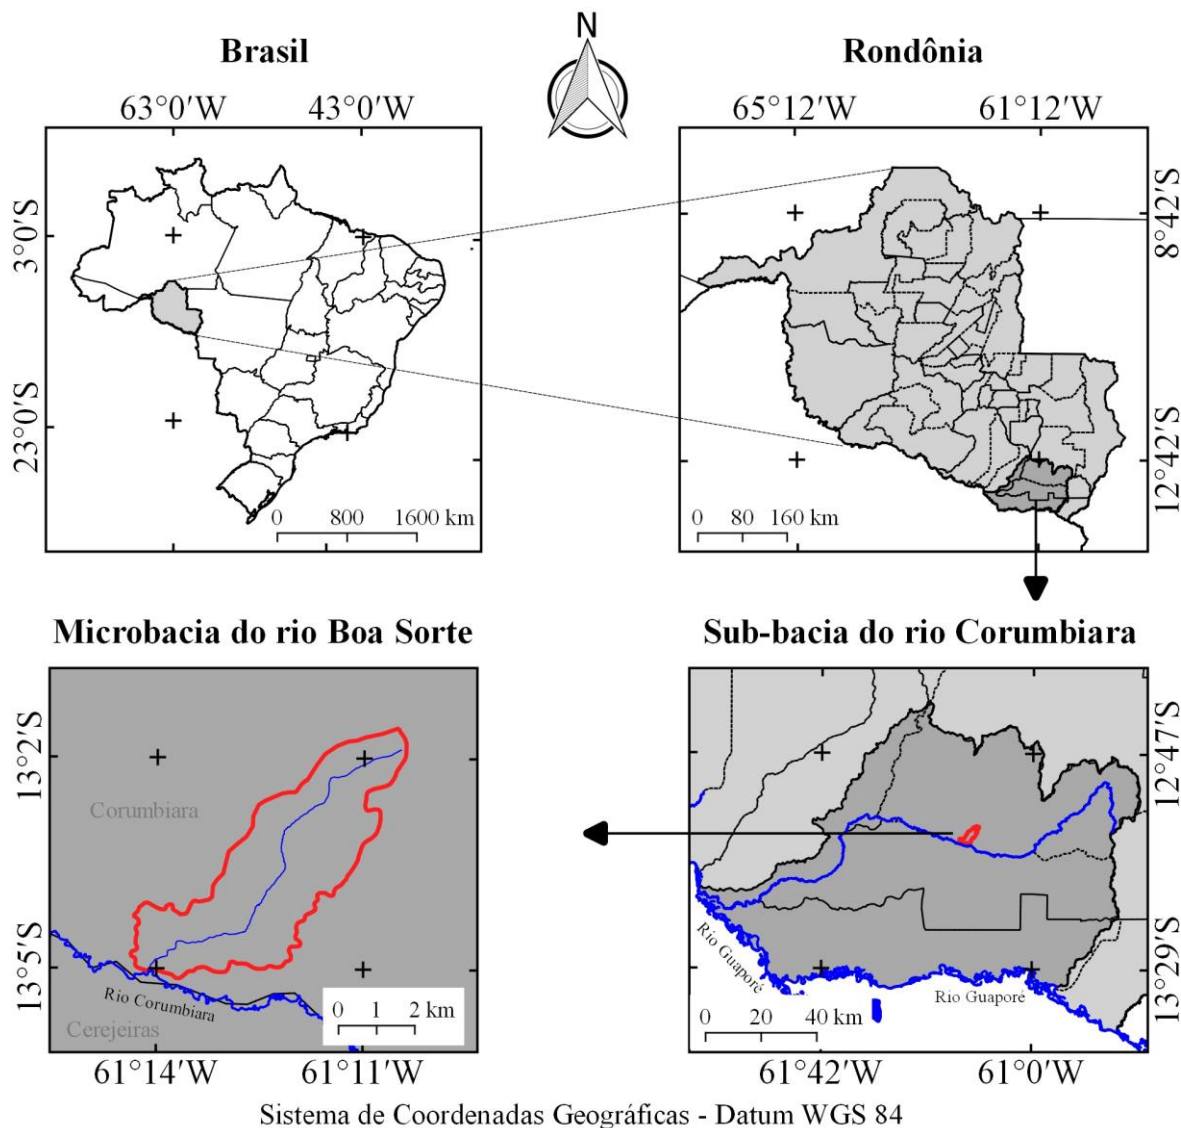 N
Brasil
Rondônia
63°0'W 43°0'W
65°12'W 61°12'W
3°0'S
23°0'S
8°42'S
12°42'S
0 800 1600 km
0 80 160 km
Microbacia do rio Boa Sorte
Sub-bacia do rio Corumbiara
13°2'S
13°5'S
Corumbiara
Rio Corumbiara
Cerejeiras
0 1 2 km
61°14'W 61°11'W
12°47'S
13°29'S
Rio Guaporé
Rio Guaporé
0 20 40 km
61°42'W 61°0'W
Sistema de Coordenadas Geográficas - Datum WGS 84